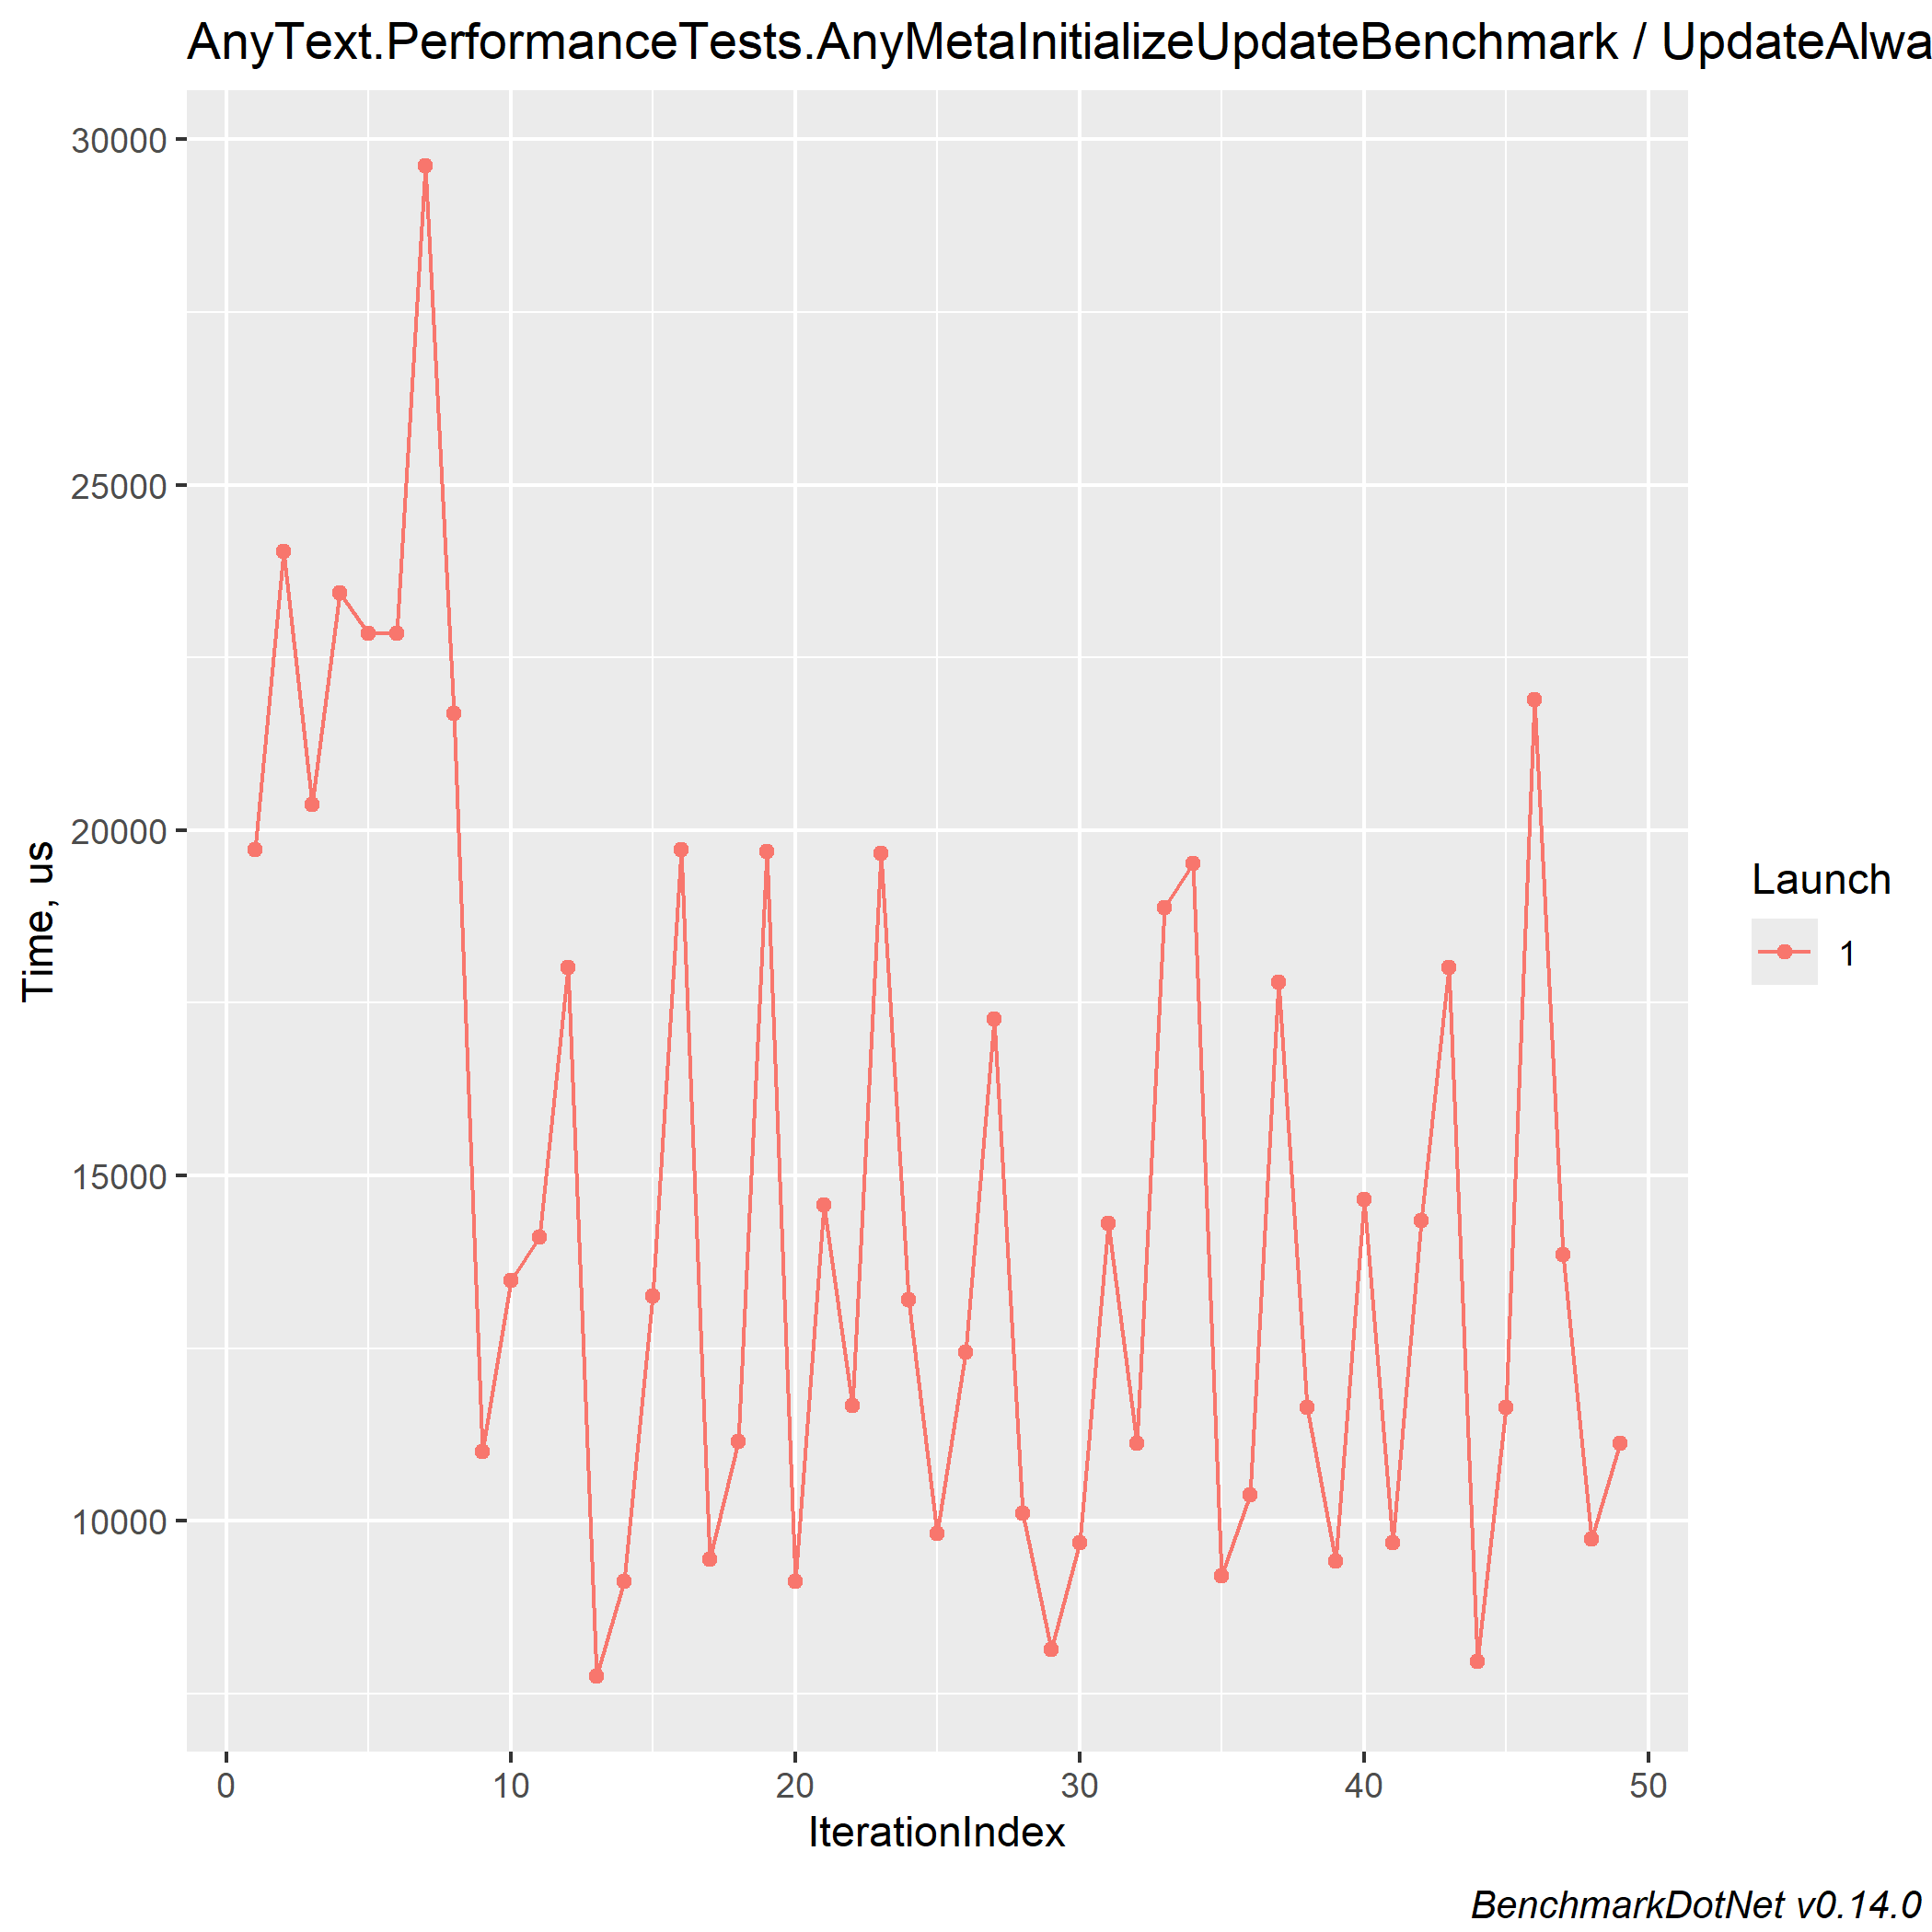 AnyText.PerformanceTests.AnyMetaInitializeUpdateBenchmark / UpdateAlwa
30000
25000
20000
15000
10000
Time, us
0 10 20 30 40 50
IterationIndex
Launch
1
BenchmarkDotNet v0.14.0